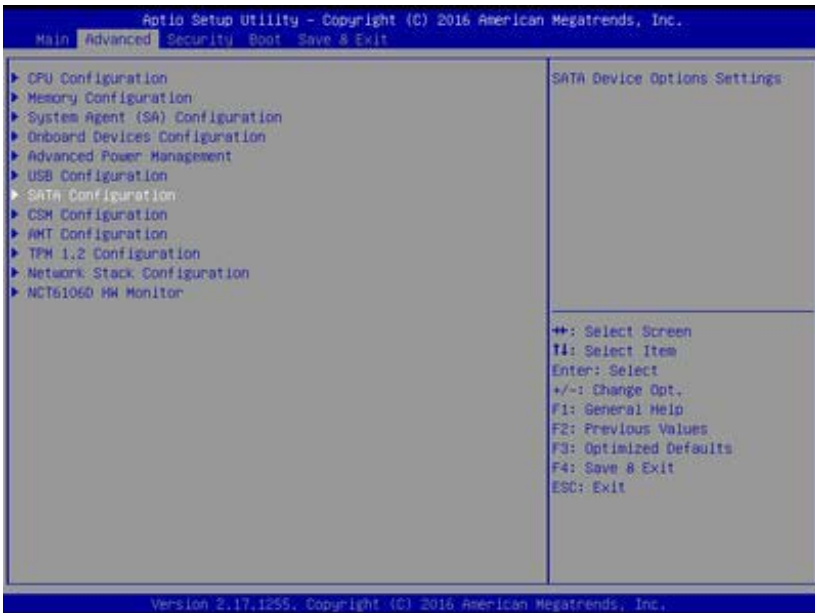 Aptio Setup Utility - Copyright (C) 2016 American Megatrends, Inc.
Main Advanced Security Boot Save & Exit
CPU Configuration
Memory Configuration
System Agent (SA) Configuration
Onboard Devices Configuration
Advanced Power Management
USB Configuration
SATA Configuration
CSM Configuration
AMT Configuration
TPM 1.2 Configuration
Network Stack Configuration
NCT6106D HW Monitor
SATA Device Options Settings
↔: Select Screen
↑↓: Select Item
Enter: Select
+/-: Change Opt.
F1: General Help
F2: Previous Values
F3: Optimized Defaults
F4: Save & Exit
ESC: Exit
Version 2.17.1255. Copyright (C) 2016 American Megatrends, Inc.